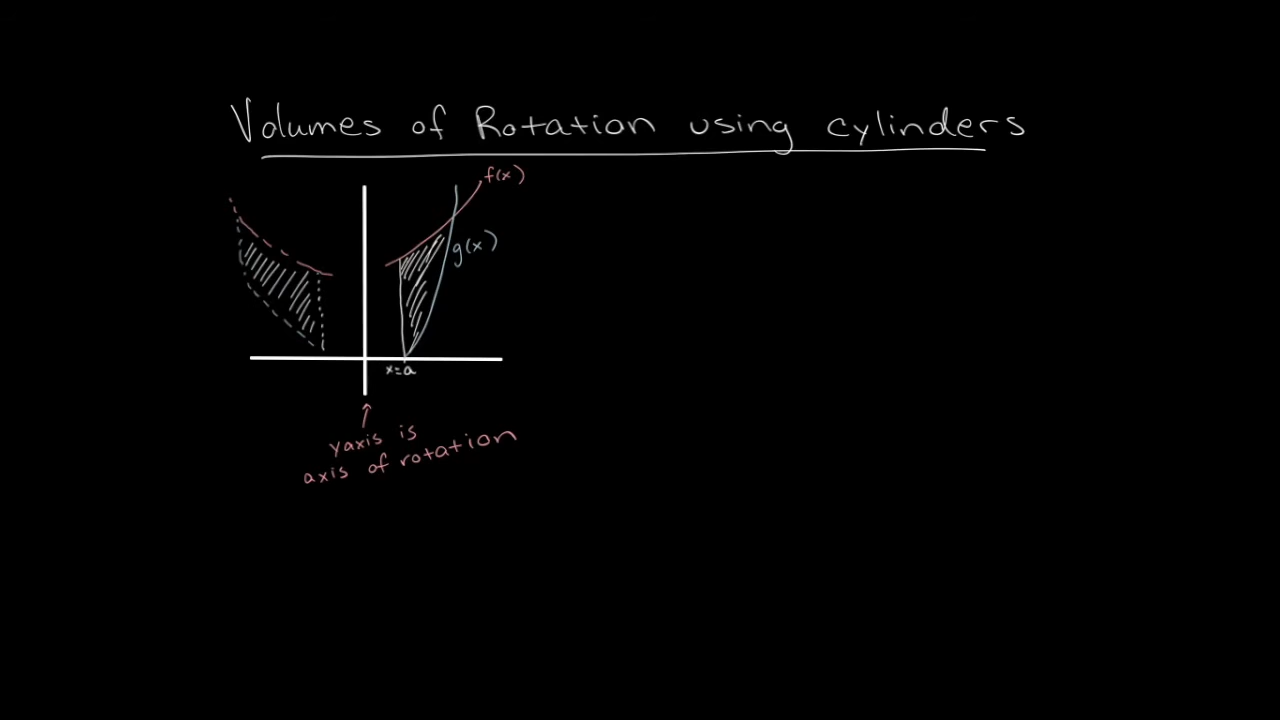 Volumes of Rotation using cylinders
f(x)
g(x)
x=a
yaxis is
axis of rotation